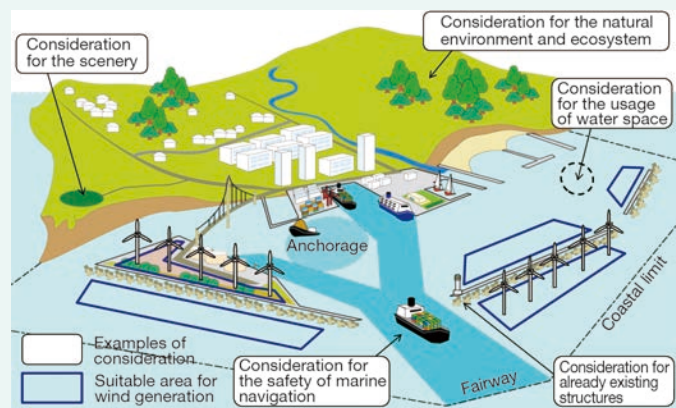 Consideration
for the scenery
Consideration for the natural
environment and ecosystem
Consideration
for the usage
of water space
Anchorage
Coastal limit
Examples of
consideration
Suitable area for
wind generation
Consideration for
the safety of marine
navigation
Fairway
Consideration for
already existing
structures